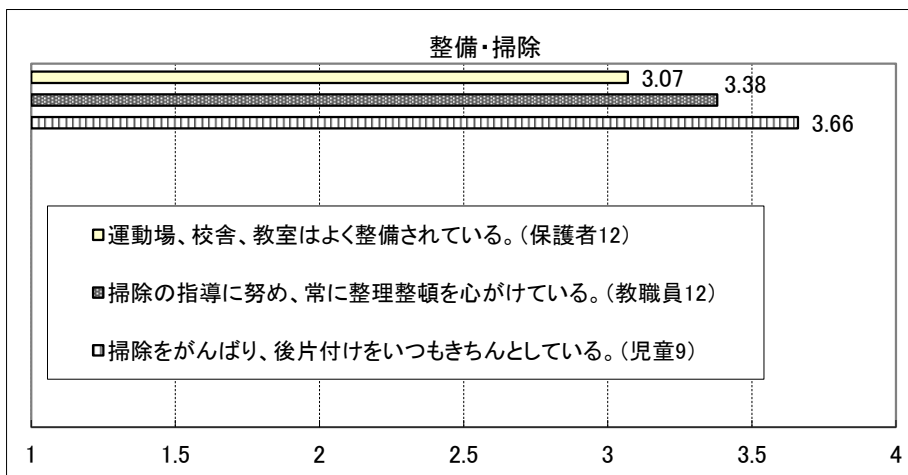 整備・掃除
3.07
3.38
3.66
運動場、校舎、教室はよく整備されている。(保護者12)
掃除の指導に努め、常に整理整頓を心がけている。(教職員12)
掃除をがんばり、後片付けをいつもきちんとしている。(児童9)
1 1.5 2 2.5 3 3.5 4